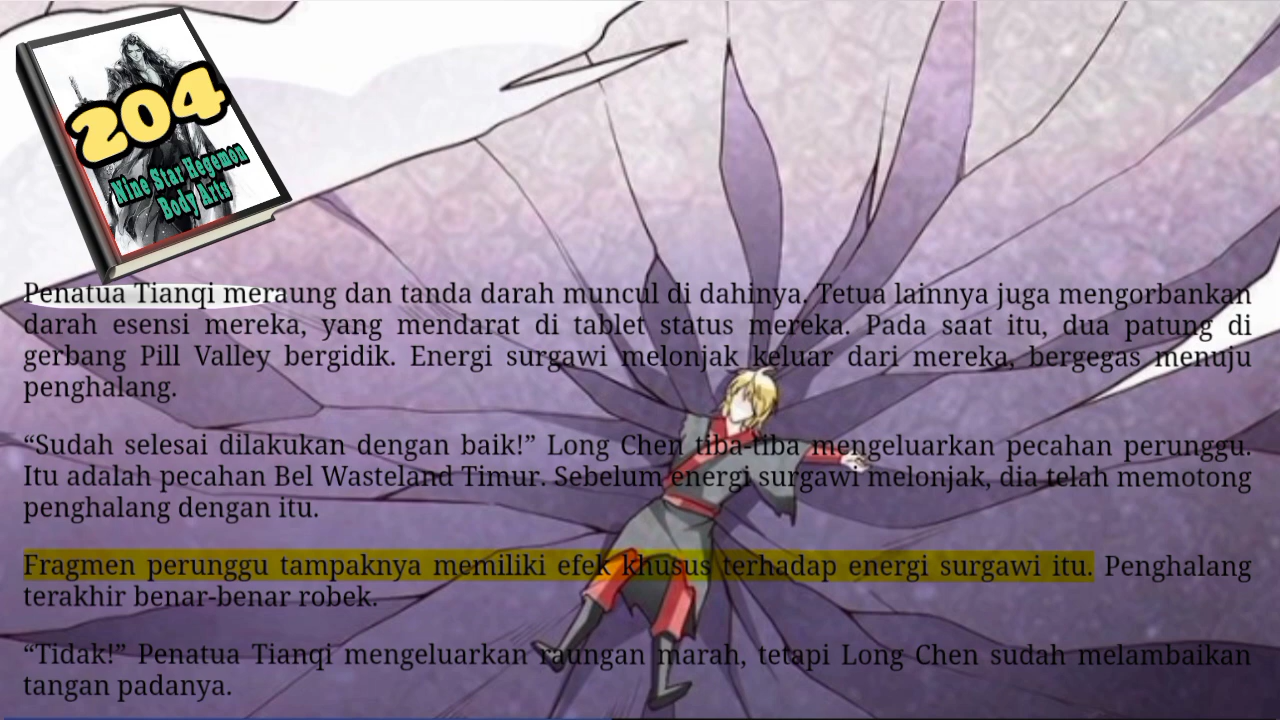 204
Nine Star Hegemon
Body Arts
Penatua Tianqi meraung dan tanda darah muncul di dahinya. Tetua lainnya juga mengorbankan
darah esensi mereka, yang mendarat di tablet status mereka. Pada saat itu, dua patung di
gerbang Pill Valley bergidik. Energi surgawi melonjak keluar dari mereka, bergegas menuju
penghalang.
“Sudah selesai dilakukan dengan baik!” Long Chen tiba-tiba mengeluarkan pecahan perunggu.
Itu adalah pecahan Bel Wasteland Timur. Sebelum energi surgawi melonjak, dia telah memotong
penghalang dengan itu.
Fragmen perunggu tampaknya memiliki efek khusus terhadap energi surgawi itu. Penghalang
terakhir benar-benar robek.
“Tidak!” Penatua Tianqi mengeluarkan raungan marah, tetapi Long Chen sudah melambaikan
tangan padanya.